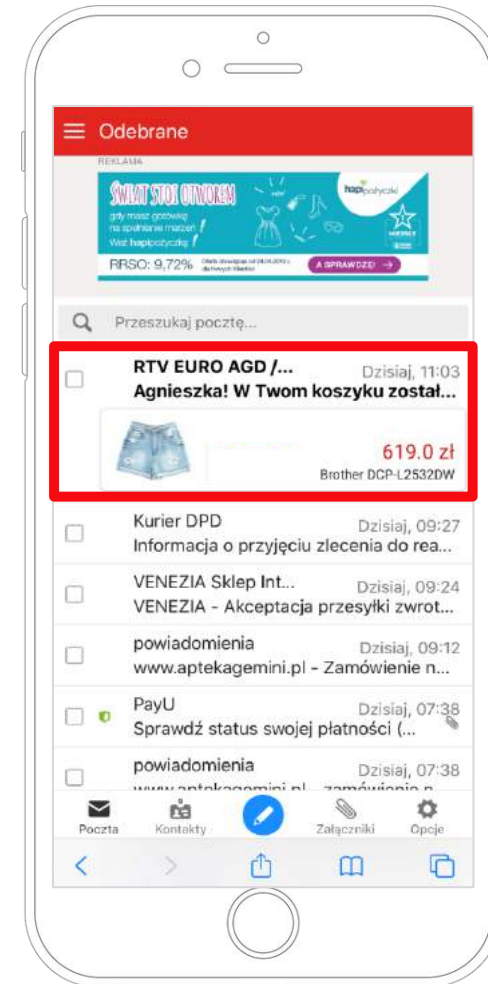 Odebrane
REKLAMA
ŚWIAT STOI OTWOREM
gdy masz gotówkę
na spełnianie marzeń!
Weź hapipożyczkę!
hapipożyczki
RRSO: 9,72%
A SPRAWDZĘ!
Przeszukaj pocztę...
RTV EURO AGD /... Dzisiaj, 11:03
Agnieszka! W Twom koszyku został...
619.0 zł
Brother DCP-L2532DW
Kurier DPD Dzisiaj, 09:27
Informacja o przyjęciu zlecenia do rea...
VENEZIA Sklep Int... Dzisiaj, 09:24
VENEZIA - Akceptacja przesyłki zwrot...
powiadomienia Dzisiaj, 09:12
www.aptekagemini.pl - Zamówienie n...
PayU Dzisiaj, 07:38
Sprawdź status swojej płatności (...
powiadomienia Dzisiaj, 07:38
www.aptekagemini.pl - zamówienie n
Poczta Kontakty Załączniki Opcje